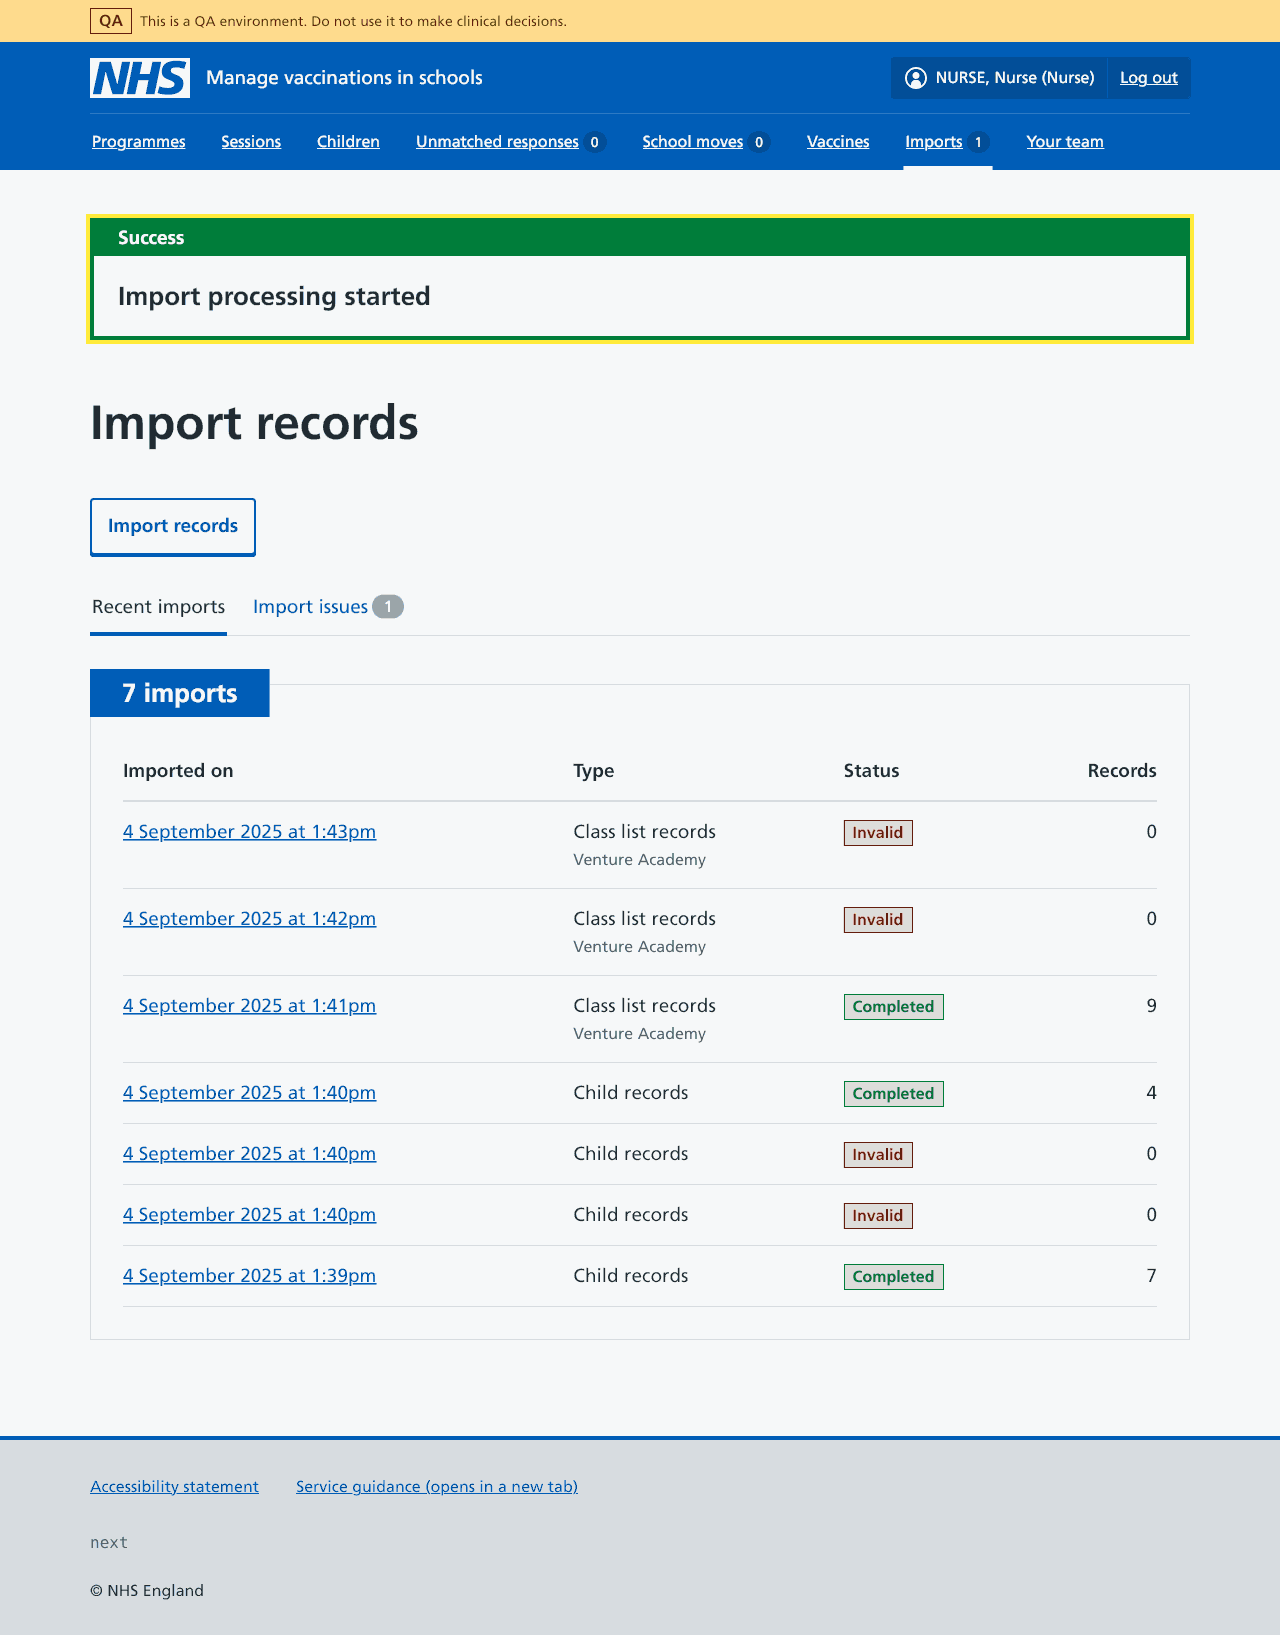 QA This is a QA environment. Do not use it to make clinical decisions.
NHS Manage vaccinations in schools NURSE, Nurse (Nurse) Log out
Programmes Sessions Children Unmatched responses 0 School moves 0 Vaccines Imports 1 Your team
Success
Import processing started
Import records
Import records
Recent imports Import issues 1
7 imports
Imported on Type Status Records
4 September 2025 at 1:43pm Class list records Invalid 0
Venture Academy
4 September 2025 at 1:42pm Class list records Invalid 0
Venture Academy
4 September 2025 at 1:41pm Class list records Completed 9
Venture Academy
4 September 2025 at 1:40pm Child records Completed 4
4 September 2025 at 1:40pm Child records Invalid 0
4 September 2025 at 1:40pm Child records Invalid 0
4 September 2025 at 1:39pm Child records Completed 7
Accessibility statement Service guidance (opens in a new tab)
next
© NHS England